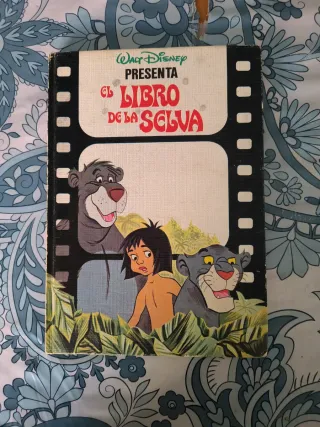 Walt Disney
PRESENTA
EL LIBRO
DE LA SELVA